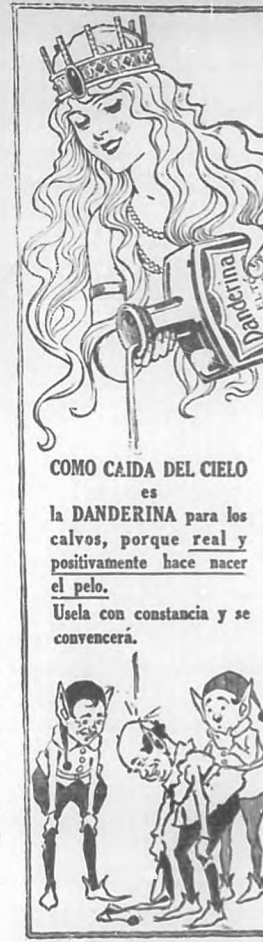 Danderina
COMO CAIDA DEL CIELO
es
la DANDERINA para los
calvos, porque real y
positivamente hace nacer
el pelo.
Usela con constancia y se
convencerá.